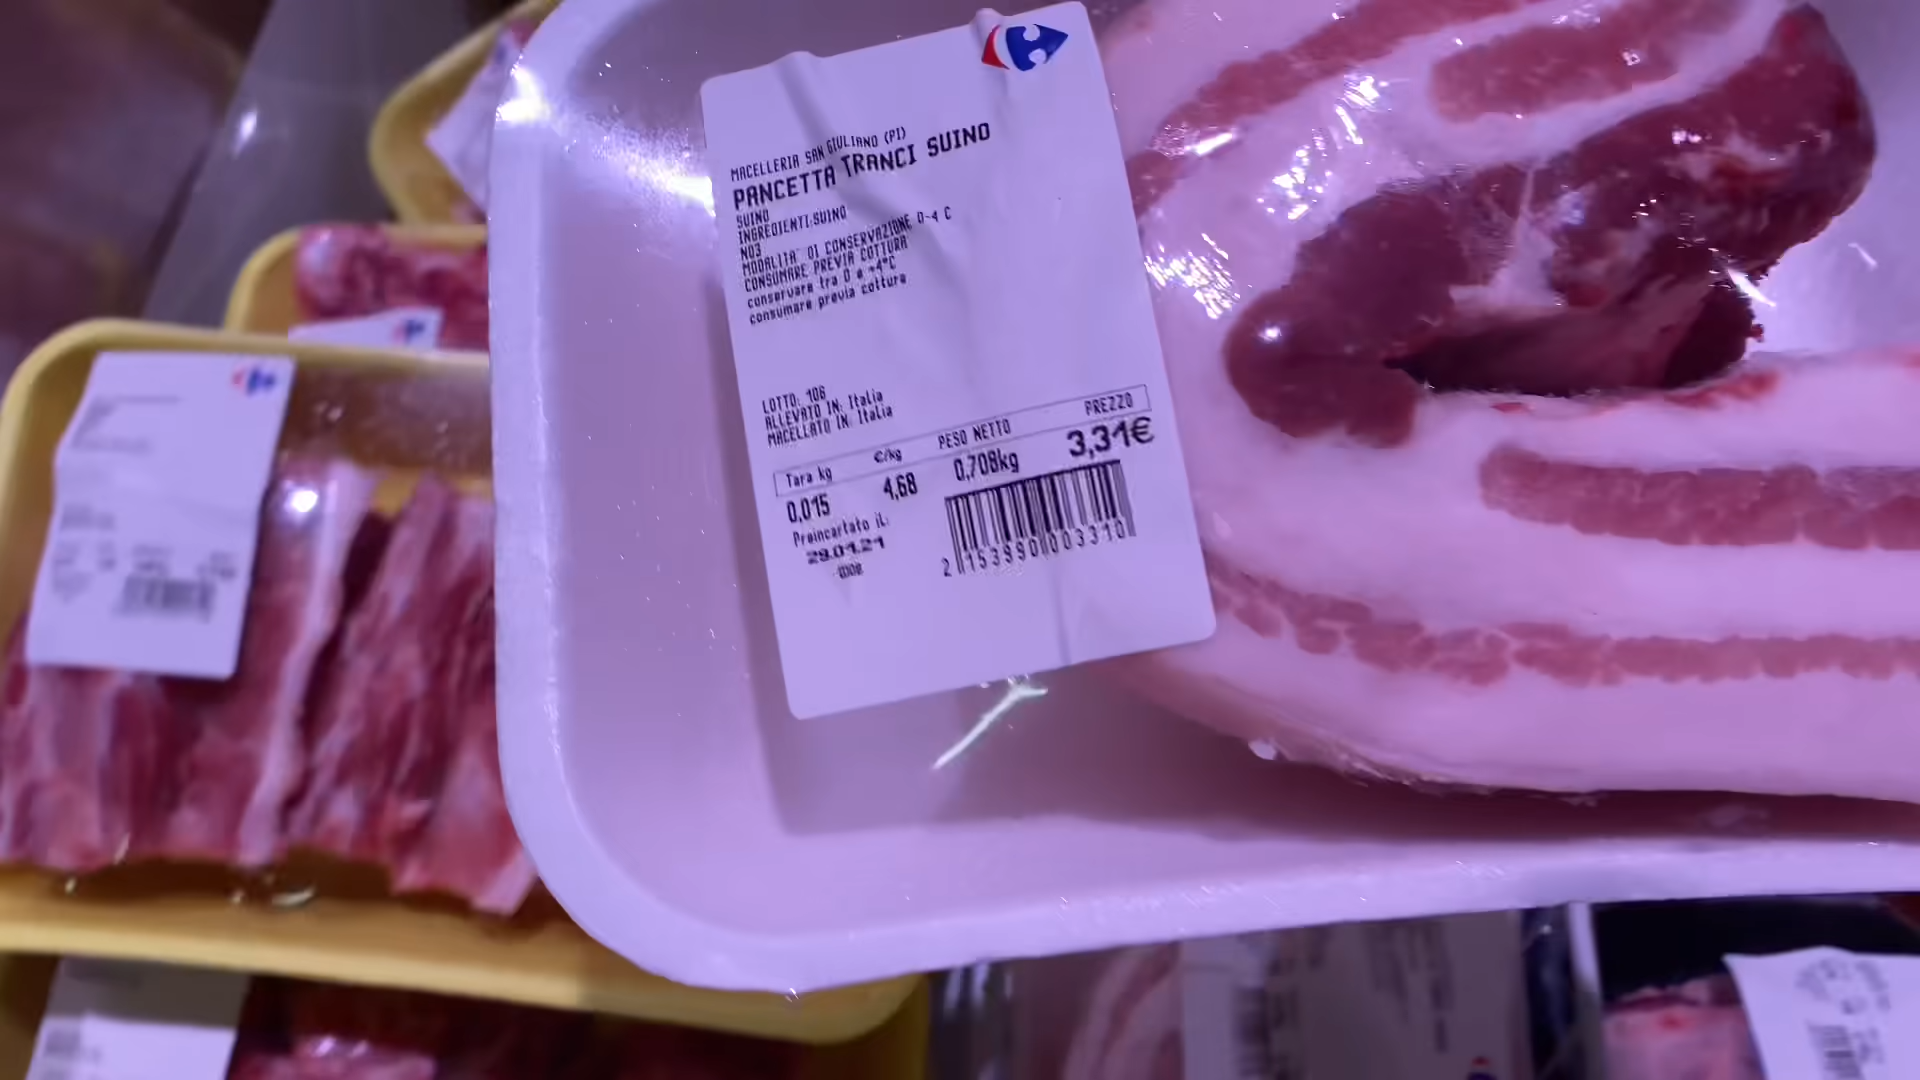 MACELLERIA SAN GIULIANO (PI)
PANCETTA TRANCI SUINO
SUINO
INGREDIENTI:SUINO
NO3
MODALITA' DI CONSERVAZIONE 0-4 C
CONSUMARE PREVIA COTTURA
conservare tra 0 e +4°C
consumare previa cottura
LOTTO: 106
ALLEVATO IN: Italia
MACELLATO IN: Italia
Tara kg €/kg PESO NETTO PREZZO
0,015 4,68 0,708kg 3,31€
Preincartato il:
29.01.21
2 153990 003310